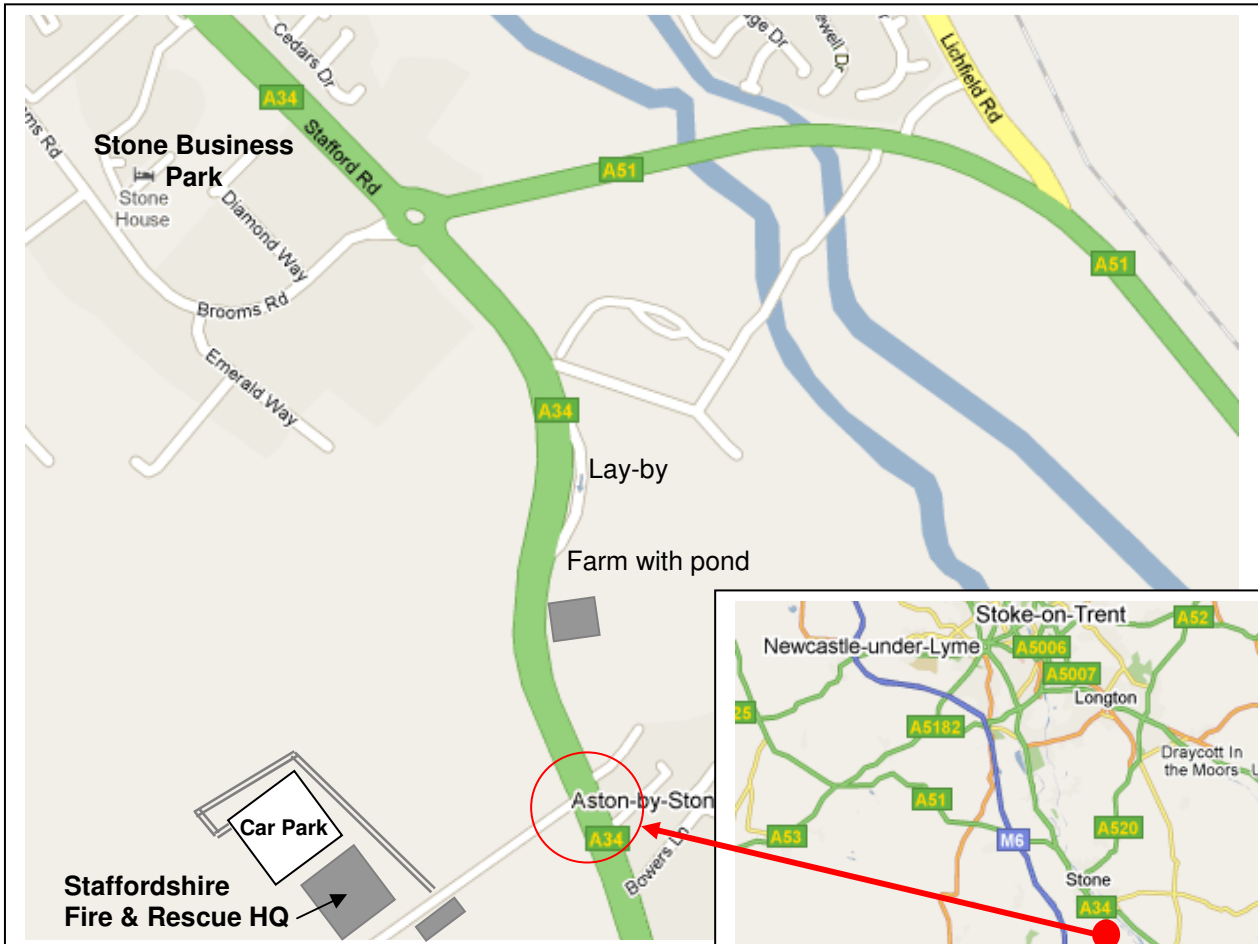 Cedars Dr
A34
Stafford Rd
Stone Business
Park
Stone
House
Diamond Way
Brooms Rd
Emerald Way
A51
Lichfield Rd
A51
A34
Lay-by
Farm with pond
Aston-by-Ston
A34
Bowers Ln
Car Park
Staffordshire
Fire & Rescue HQ
Stoke-on-Trent
A52
Newcastle-under-Lyme
A5006
A5007
Longton
25
A5182
Draycott In
the Moors
A51
A53
A520
M6
Stone
A34